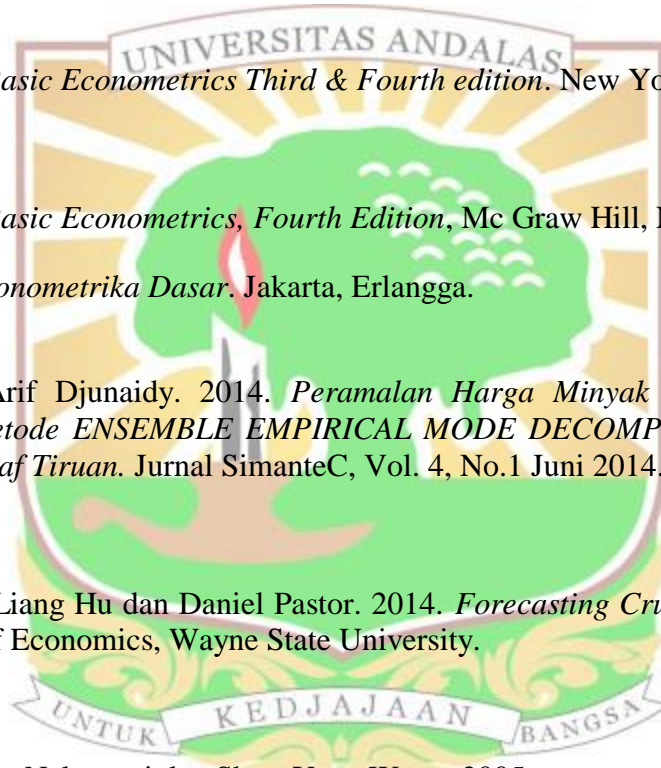 UNIVERSITAS ANDALAS
Basic Econometrics Third & Fourth edition. New Yo
Basic Econometrics, Fourth Edition, Mc Graw Hill,
onometrika Dasar. Jakarta, Erlangga.
Arif Djunaidy. 2014. Peramalan Harga Minyak
etode ENSEMBLE EMPIRICAL MODE DECOMP
af Tiruan. Jurnal SimanteC, Vol. 4, No.1 Juni 2014.
Liang Hu dan Daniel Pastor. 2014. Forecasting Cru
f Economics, Wayne State University.
UNTUK KEDJAJAAN BANGSA